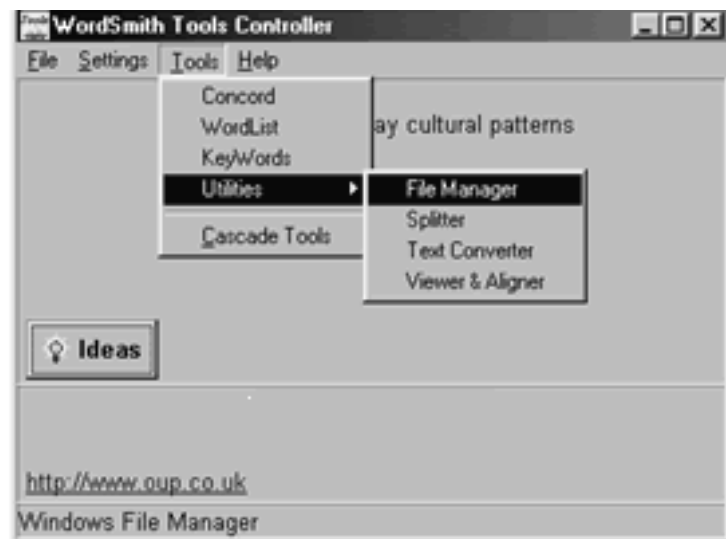 WordSmith Tools Controller
File Settings Tools Help
Concord
WordList
KeyWords
Utilities
Cascade Tools
ay cultural patterns
File Manager
Splitter
Text Converter
Viewer & Aligner
Ideas
http://www.oup.co.uk
Windows File Manager